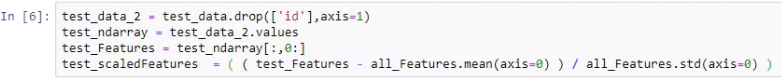 In [6]: test_data_2 = test_data.drop(['id'],axis=1)
test_ndarray = test_data_2.values
test_Features = test_ndarray[:,0:]
test_scaledFeatures  = ( ( test_Features - all_Features.mean(axis=0) ) / all_Features.std(axis=0) )